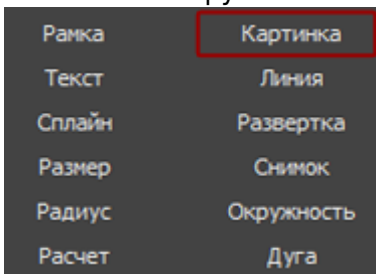 Рамка Картинка
Текст Линия
Сплайн Развертка
Размер Снимок
Радиус Окружность
Расчет Дуга